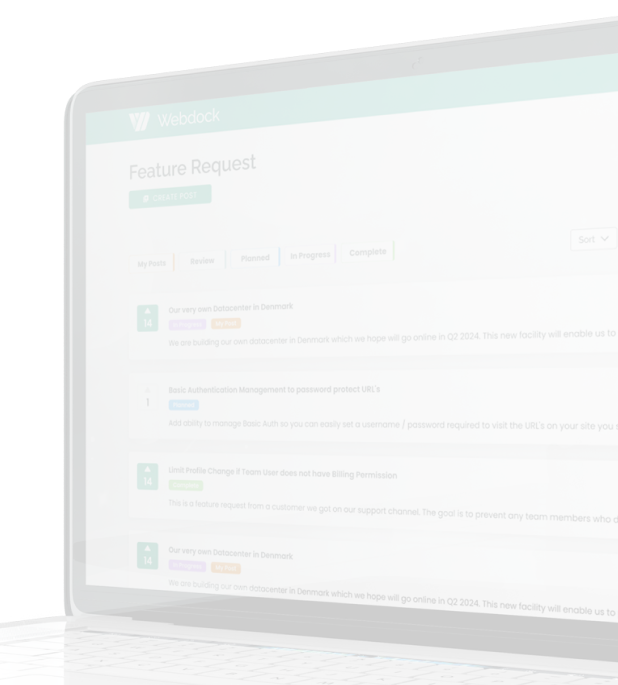 Webdock
Feature Request
CREATE POST
Sort
My Posts
Review
Planned
In Progress
Complete
Our very own Datacenter in Denmark
14
We are building our own datacenter in Denmark which we hope will go online in Q2 2024. This new facility will enable us to
Basic Authentication Management to password protect URL's
1
Planned
Add ability to manage Basic Auth so you can easily set a username / password required to visit the URL's on your site you
Limit Profile Change if Team User does not have Billing Permission
14
This is a feature request from a customer we got on our support channel. The goal is to prevent any team members who
Our very own Datacenter in Denmark
14
We are building our own datacenter in Denmark which we hope will go online in Q2 2024. This new facility will enable us to